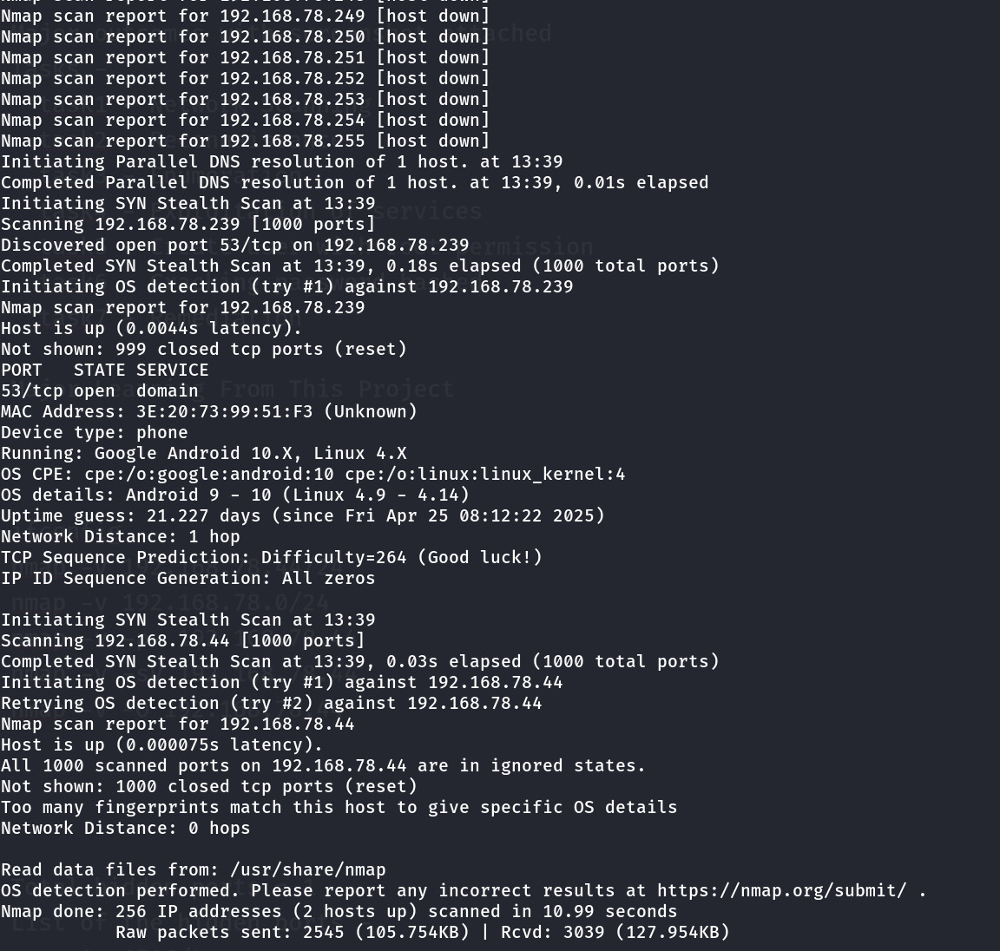 Nmap scan report for 192.168.78.249 [host down]
Nmap scan report for 192.168.78.250 [host down]
Nmap scan report for 192.168.78.251 [host down]
Nmap scan report for 192.168.78.252 [host down]
Nmap scan report for 192.168.78.253 [host down]
Nmap scan report for 192.168.78.254 [host down]
Nmap scan report for 192.168.78.255 [host down]
Initiating Parallel DNS resolution of 1 host. at 13:39
Completed Parallel DNS resolution of 1 host. at 13:39, 0.01s elapsed
Initiating SYN Stealth Scan at 13:39
Scanning 192.168.78.239 [1000 ports]
Discovered open port 53/tcp on 192.168.78.239
Completed SYN Stealth Scan at 13:39, 0.18s elapsed (1000 total ports)
Initiating OS detection (try #1) against 192.168.78.239
Nmap scan report for 192.168.78.239
Host is up (0.0044s latency).
Not shown: 999 closed tcp ports (reset)
PORT   STATE SERVICE
53/tcp open  domain
MAC Address: 3E:20:73:99:51:F3 (Unknown)
Device type: phone
Running: Google Android 10.X, Linux 4.X
OS CPE: cpe:/o:google:android:10 cpe:/o:linux:linux_kernel:4
OS details: Android 9 - 10 (Linux 4.9 - 4.14)
Uptime guess: 21.227 days (since Fri Apr 25 08:12:22 2025)
Network Distance: 1 hop
TCP Sequence Prediction: Difficulty=264 (Good luck!)
IP ID Sequence Generation: All zeros
Initiating SYN Stealth Scan at 13:39
Scanning 192.168.78.44 [1000 ports]
Completed SYN Stealth Scan at 13:39, 0.03s elapsed (1000 total ports)
Initiating OS detection (try #1) against 192.168.78.44
Retrying OS detection (try #2) against 192.168.78.44
Nmap scan report for 192.168.78.44
Host is up (0.000075s latency).
All 1000 scanned ports on 192.168.78.44 are in ignored states.
Not shown: 1000 closed tcp ports (reset)
Too many fingerprints match this host to give specific OS details
Network Distance: 0 hops
Read data files from: /usr/share/nmap
OS detection performed. Please report any incorrect results at https://nmap.org/submit/ .
Nmap done: 256 IP addresses (2 hosts up) scanned in 10.99 seconds
           Raw packets sent: 2545 (105.754KB) | Rcvd: 3039 (127.954KB)